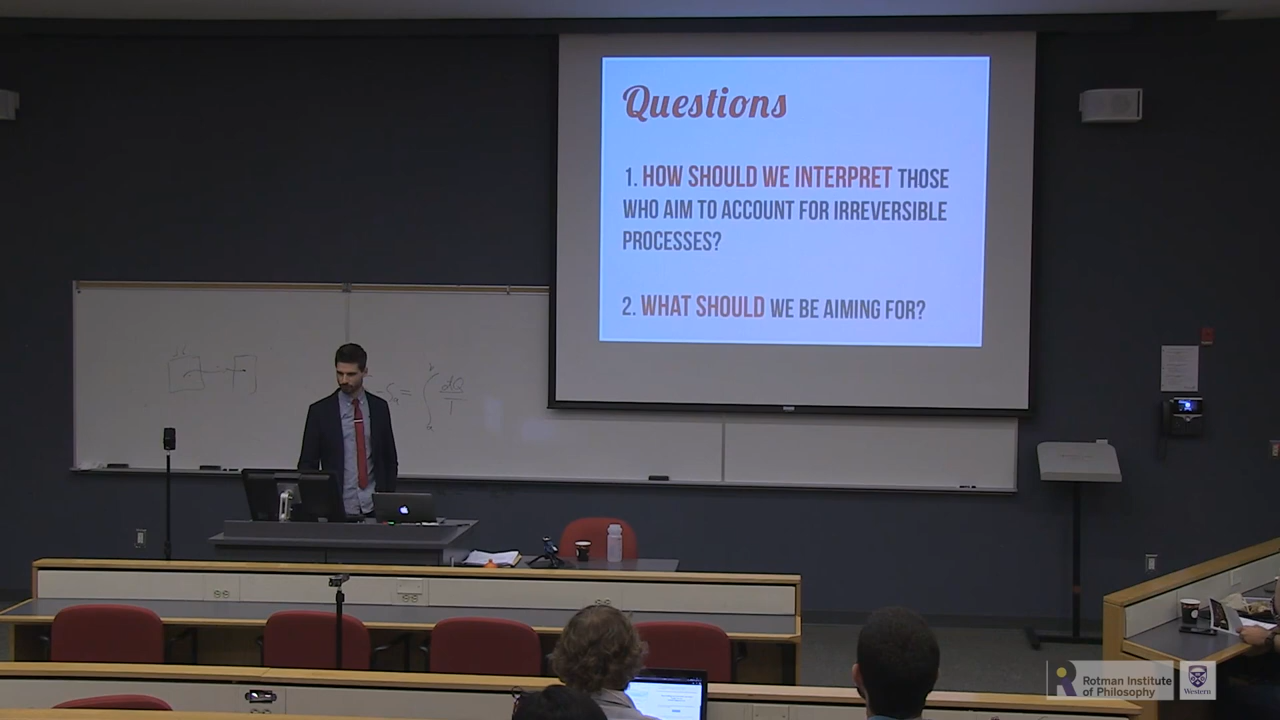 Questions
1. HOW SHOULD WE INTERPRET THOSE
WHO AIM TO ACCOUNT FOR IRREVERSIBLE
PROCESSES?
2. WHAT SHOULD WE BE AIMING FOR?
Rotman Institute
of Philosophy
Western